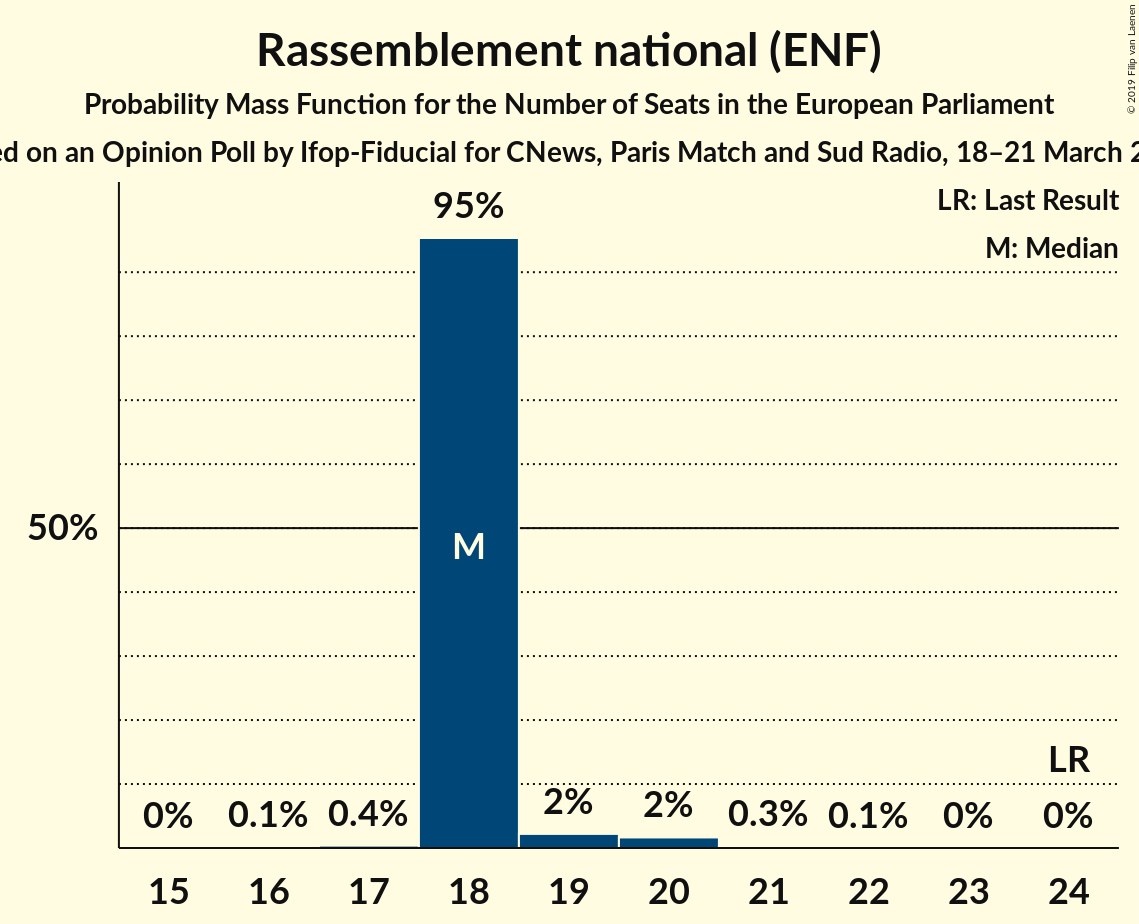 Rassemblement national (ENF)
Probability Mass Function for the Number of Seats in the European Parliament
on an Opinion Poll by Ifop-Fiducial for CNews, Paris Match and Sud Radio, 18–21 March
© 2019 Filip van Laenen
LR: Last Result
M: Median
95%
50%
M
LR
0% 0.1% 0.4% 2% 2% 0.3% 0.1% 0% 0%
15 16 17 18 19 20 21 22 23 24